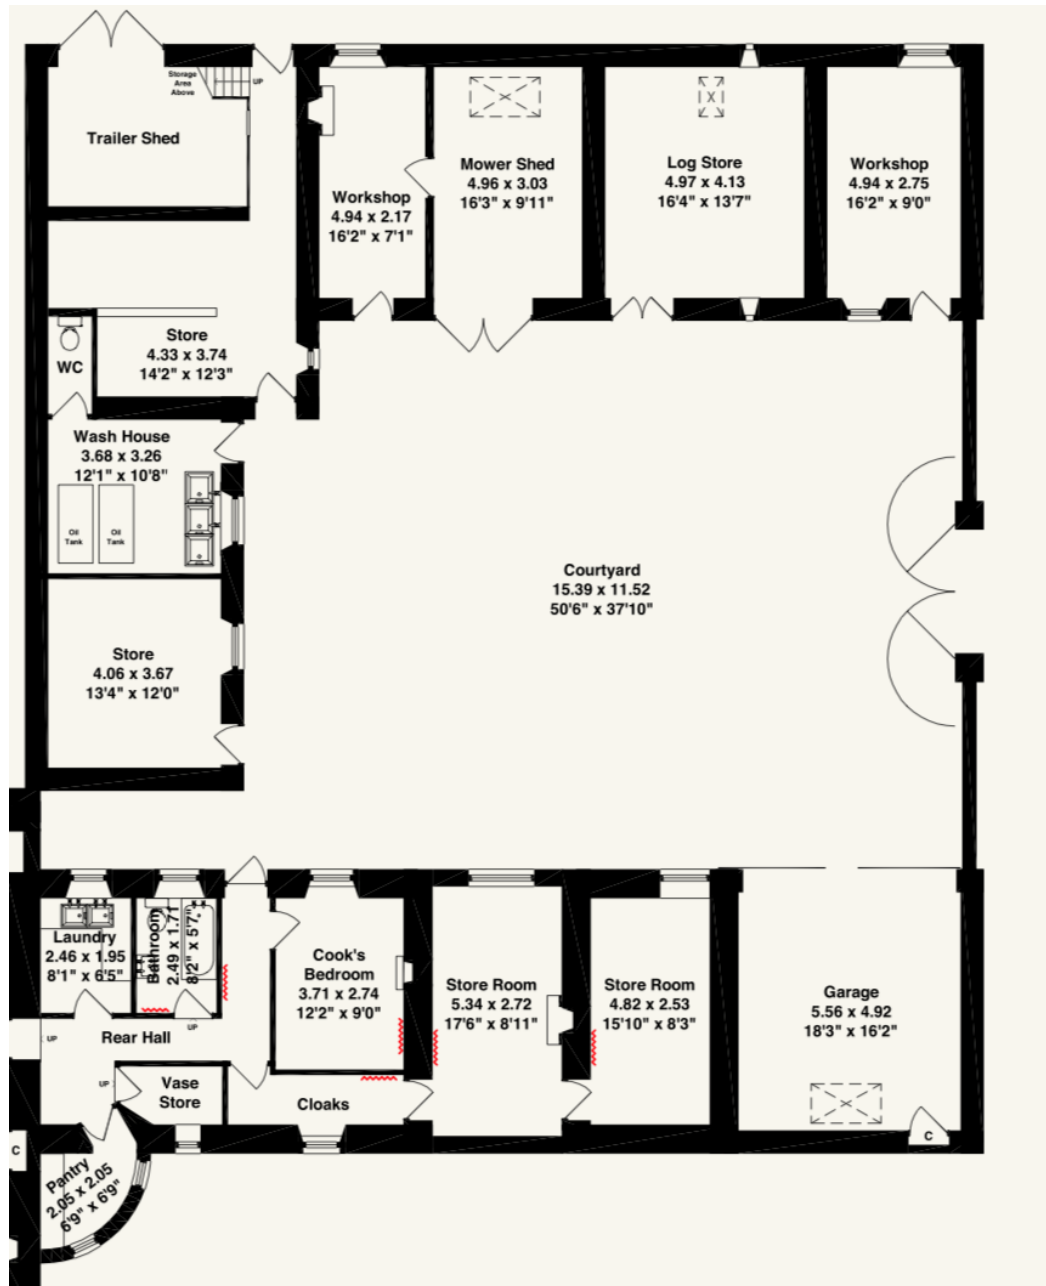 Storage
Area
Above
UP
Trailer Shed
Workshop
4.94 x 2.17
16'2" x 7'1"
Mower Shed
4.96 x 3.03
16'3" x 9'11"
Log Store
4.97 x 4.13
16'4" x 13'7"
Workshop
4.94 x 2.75
16'2" x 9'0"
Store
4.33 x 3.74
14'2" x 12'3"
WC
Wash House
3.68 x 3.26
12'1" x 10'8"
Oil
Tank
Oil
Tank
Courtyard
15.39 x 11.52
50'6" x 37'10"
Store
4.06 x 3.67
13'4" x 12'0"
Laundry
2.46 x 1.95
8'1" x 6'5"
Bathroom
2.49 x 1.71
8'2" x 5'7"
Cook's
Bedroom
3.71 x 2.74
12'2" x 9'0"
Store Room
5.34 x 2.72
17'6" x 8'11"
Store Room
4.82 x 2.53
15'10" x 8'3"
Garage
5.56 x 4.92
18'3" x 16'2"
UP
Rear Hall
UP
UP
Vase
Store
Cloaks
C
C
Pantry
2.05 x 2.05
6'9" x 6'9"